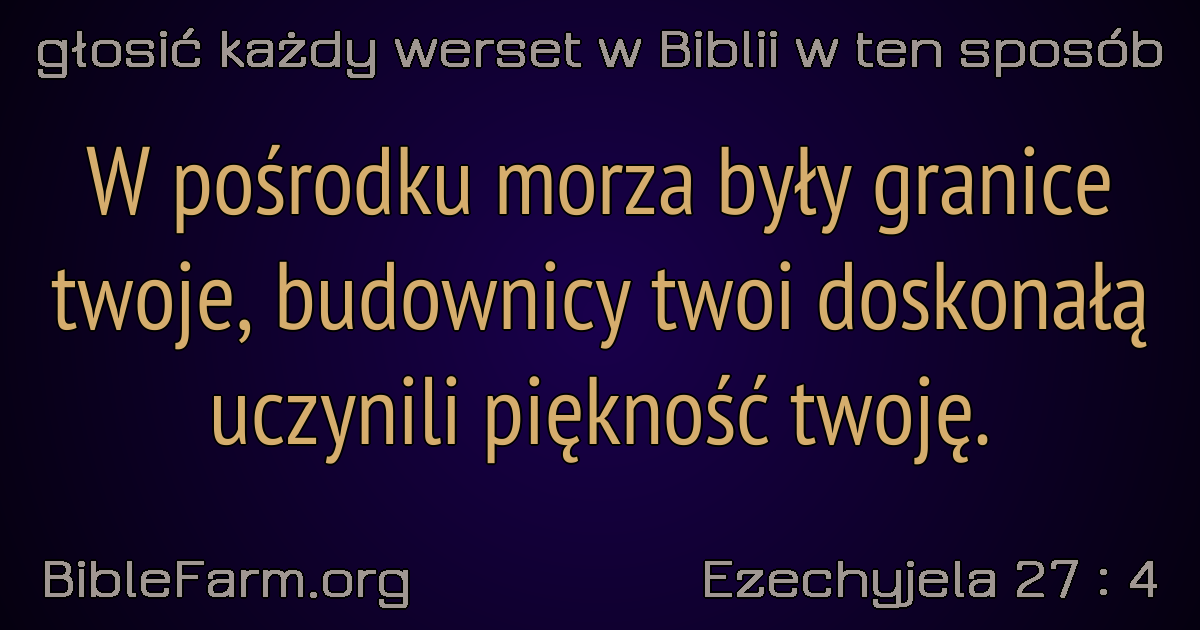 głosić każdy werset w Biblii w ten sposób
W pośrodku morza były granice
twoje, budownicy twoi doskonałą
uczynili piękność twoję.
BibleFarm.org
Ezechyjela 27 : 4